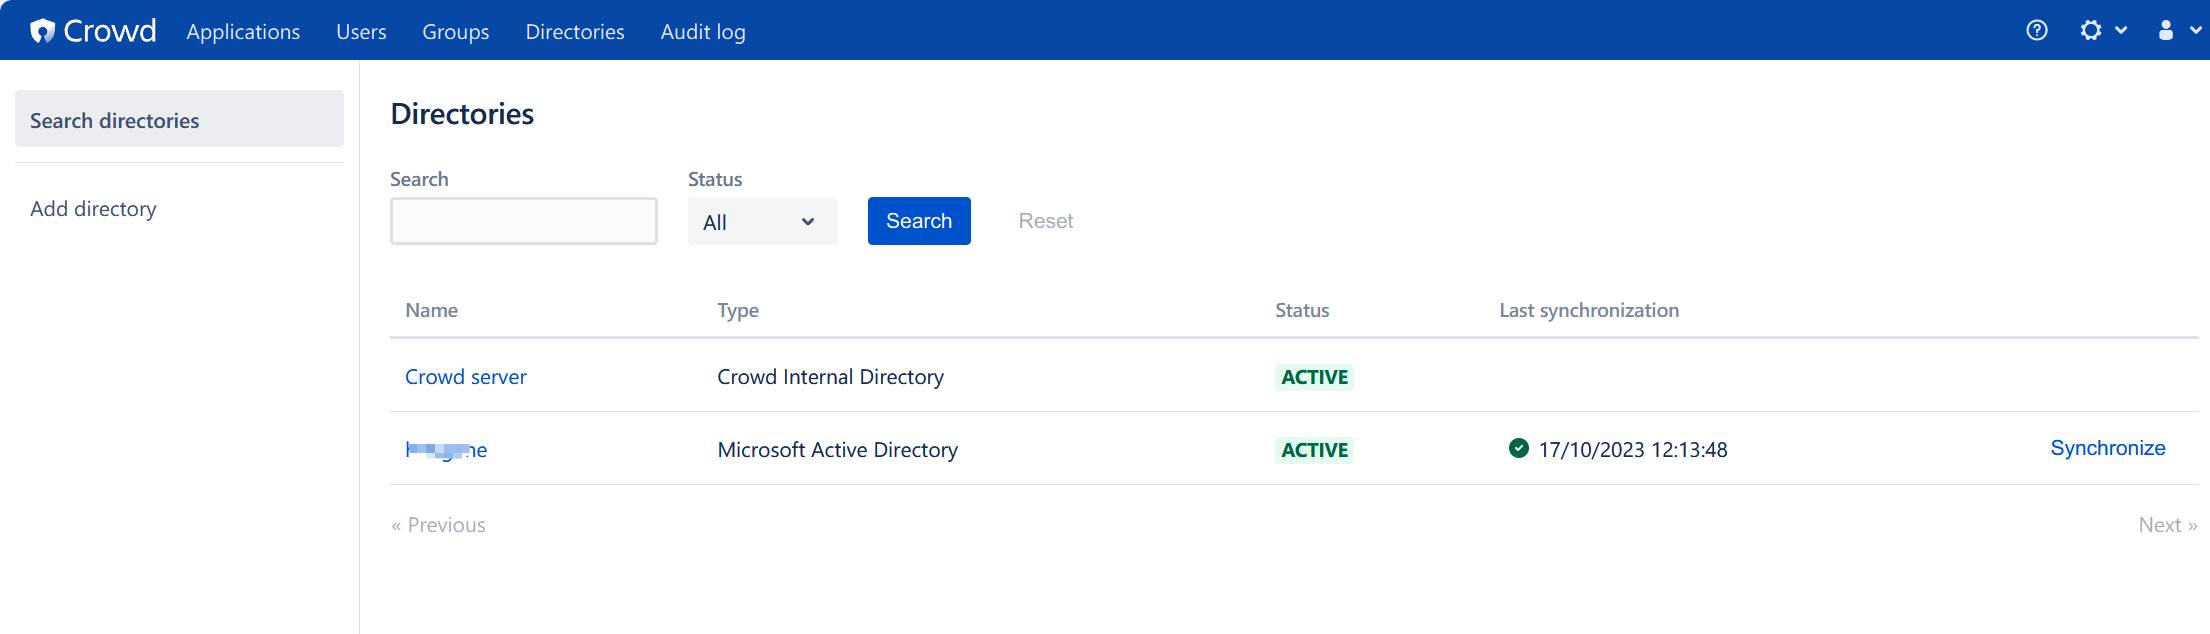 Crowd Applications Users Groups Directories Audit log
Search directories
Add directory
Directories
Search Status
All Search Reset
Name Type Status Last synchronization
Crowd server Crowd Internal Directory ACTIVE
Microsoft Active Directory ACTIVE 17/10/2023 12:13:48 Synchronize
« Previous Next »